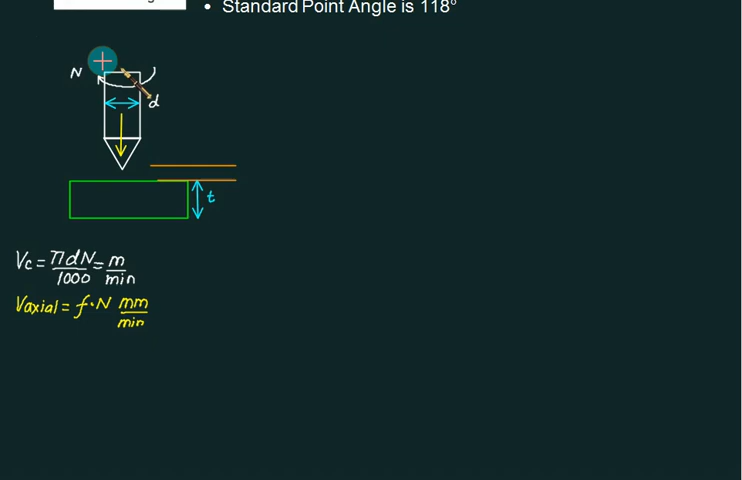 • Standard Point Angle is 118°
N
d
t
Vc = πdN/1000 = m/min
Vaxial = f·N mm/min